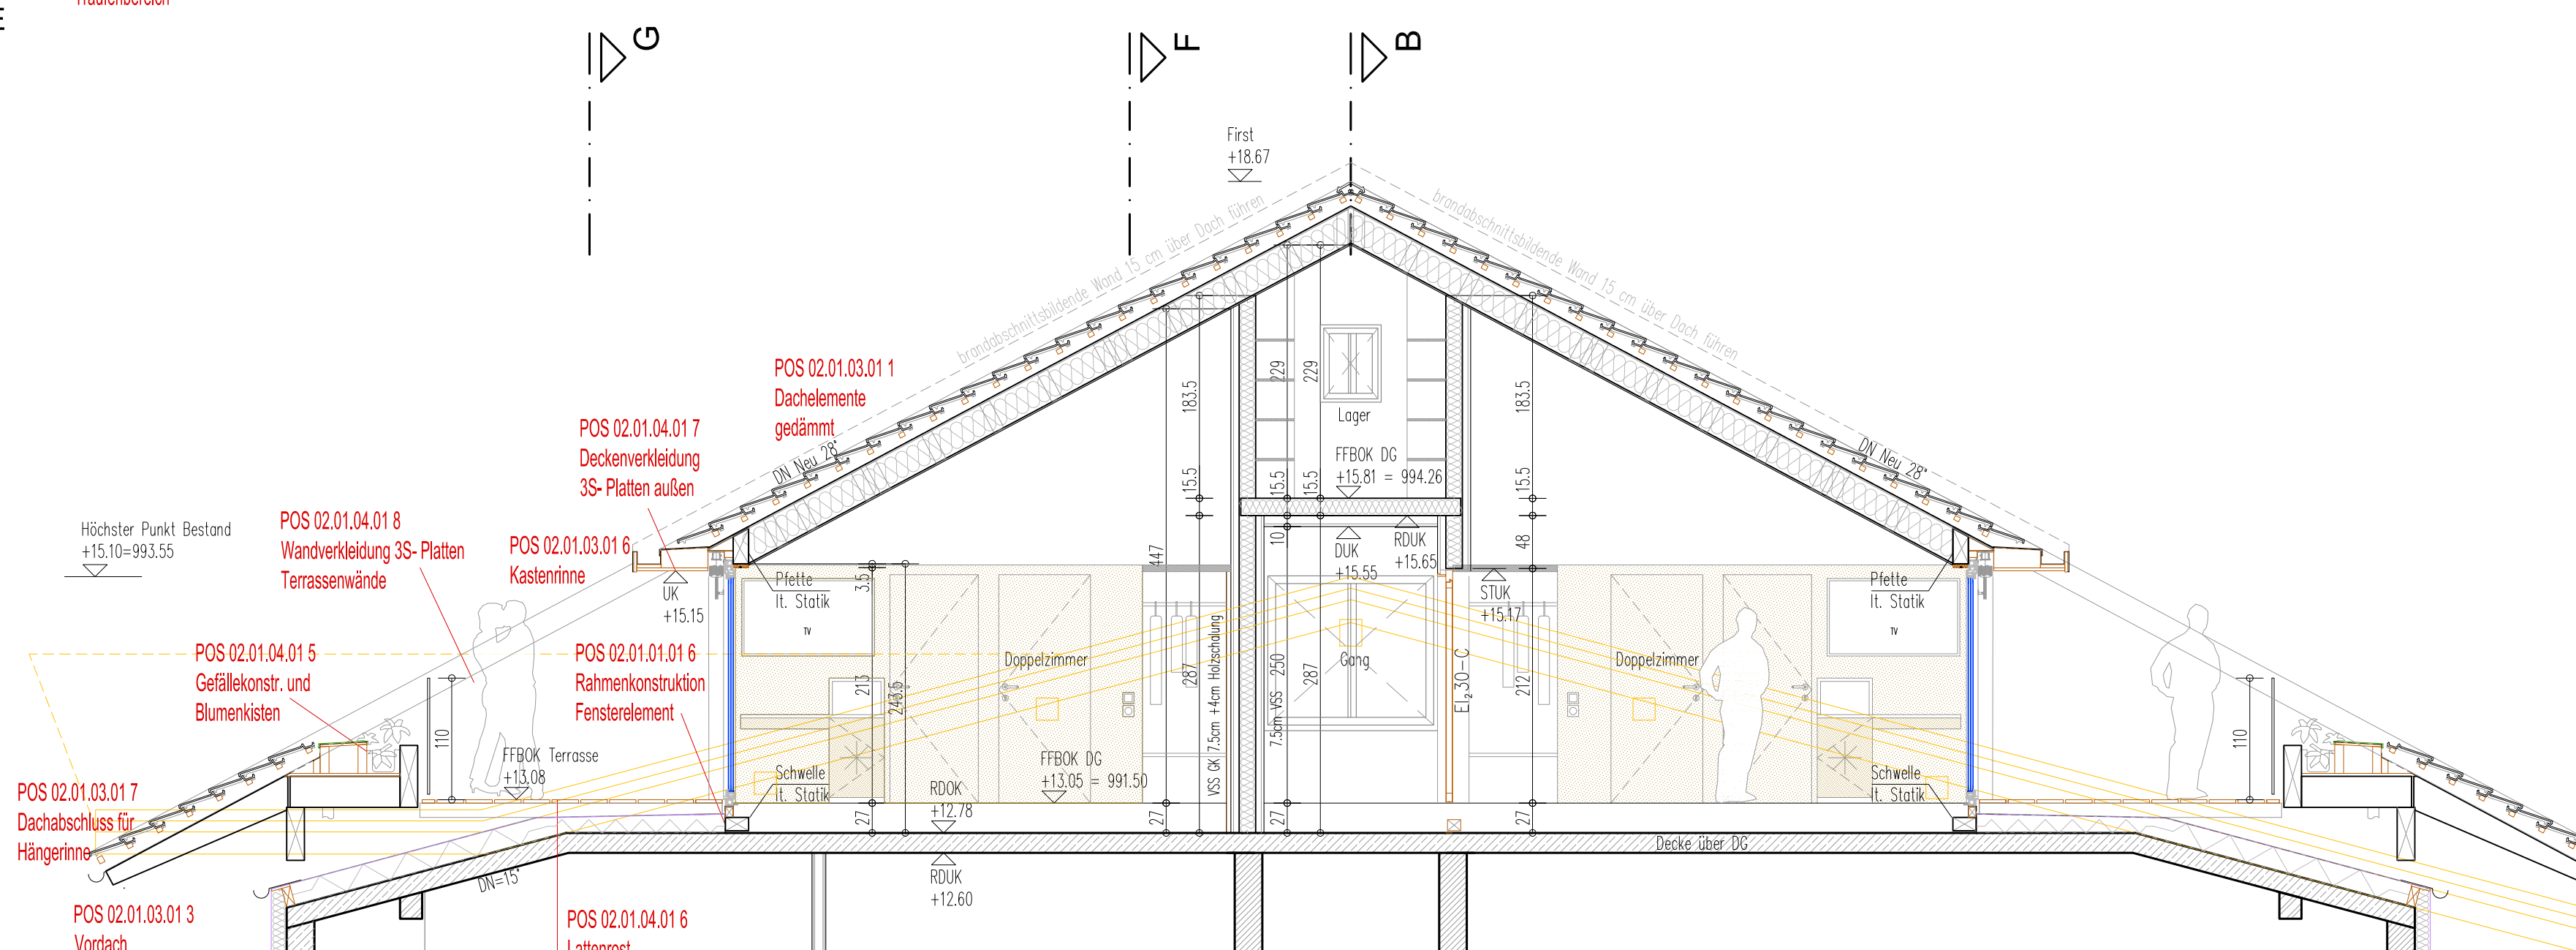 Traufenbereich
E
G
F
B
First
+18.67
brandabschnittsbildende Wand 15 cm über Dach führen
brandabschnittsbildende Wand 15 cm über Dach führen
POS 02.01.03.01 1
Dachelemente
gedämmt
POS 02.01.04.01 7
Deckenverkleidung
3S- Platten außen
DN Neu 28°
DN Neu 28°
229
229
183.5
183.5
Lager
FFBOK DG
+15.81 = 994.26
15.5
15.5
15.5
15.5
Höchster Punkt Bestand
+15.10=993.55
POS 02.01.04.01 8
Wandverkleidung 3S- Platten
Terrassenwände
POS 02.01.03.01 6
Kastenrinne
10
DUK
+15.55
RDUK
+15.65
48
447
UK
+15.15
Pfette
lt. Statik
3.5
STUK
+15.17
Pfette
lt. Statik
TV
TV
POS 02.01.04.01 5
Gefällekonstr. und
Blumenkisten
POS 02.01.01.01 6
Rahmenkonstruktion
Fensterelement
Doppelzimmer
Gang
Doppelzimmer
213
243.5
287
VSS GK 7.5cm +4cm Holzschalung
7.5cm VSS
250
287
EI₂30-C
212
110
110
FFBOK Terrasse
+13.08
Schwelle
lt. Statik
FFBOK DG
+13.05 = 991.50
RDOK
+12.78
Schwelle
lt. Statik
27
27
27
27
POS 02.01.03.01 7
Dachabschluss für
Hängerinne
Decke über DG
DN=15°
RDUK
+12.60
POS 02.01.03.01 3
Vordach
POS 02.01.04.01 6
Lattenrost